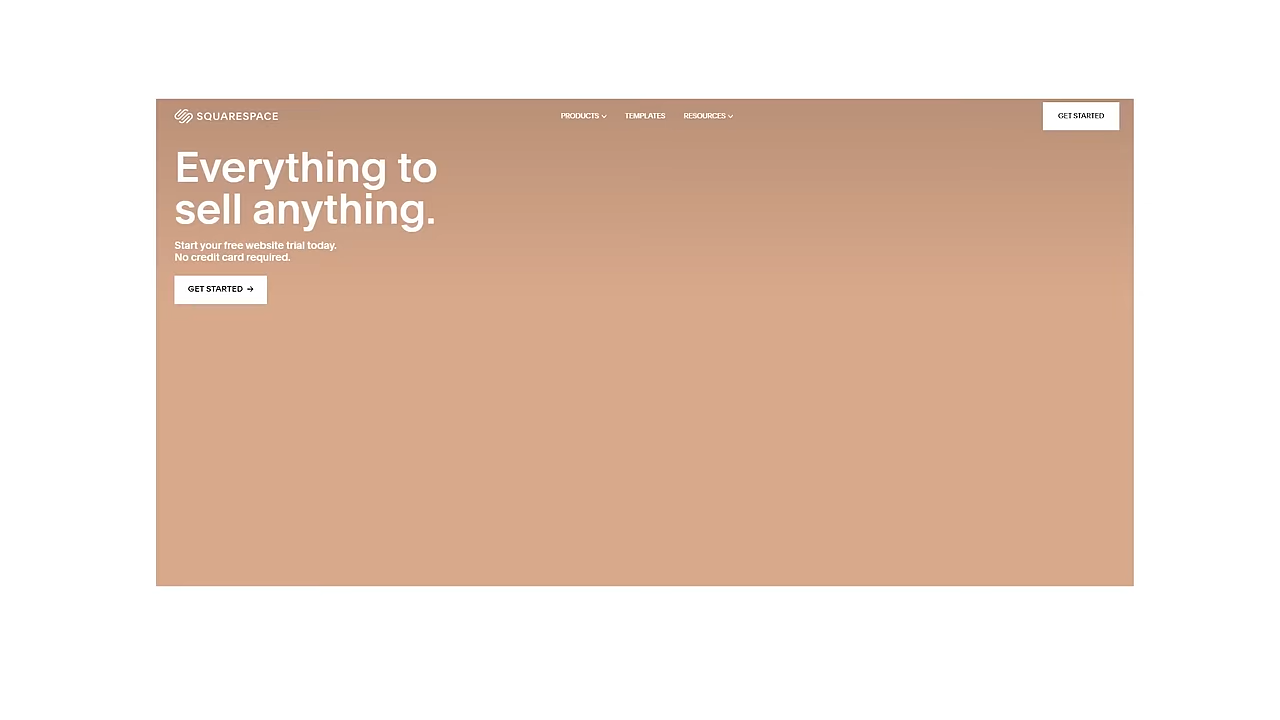 SQUARESPACE
PRODUCTS
TEMPLATES
RESOURCES
GET STARTED
Everything to
sell anything.
Start your free website trial today.
No credit card required.
GET STARTED →